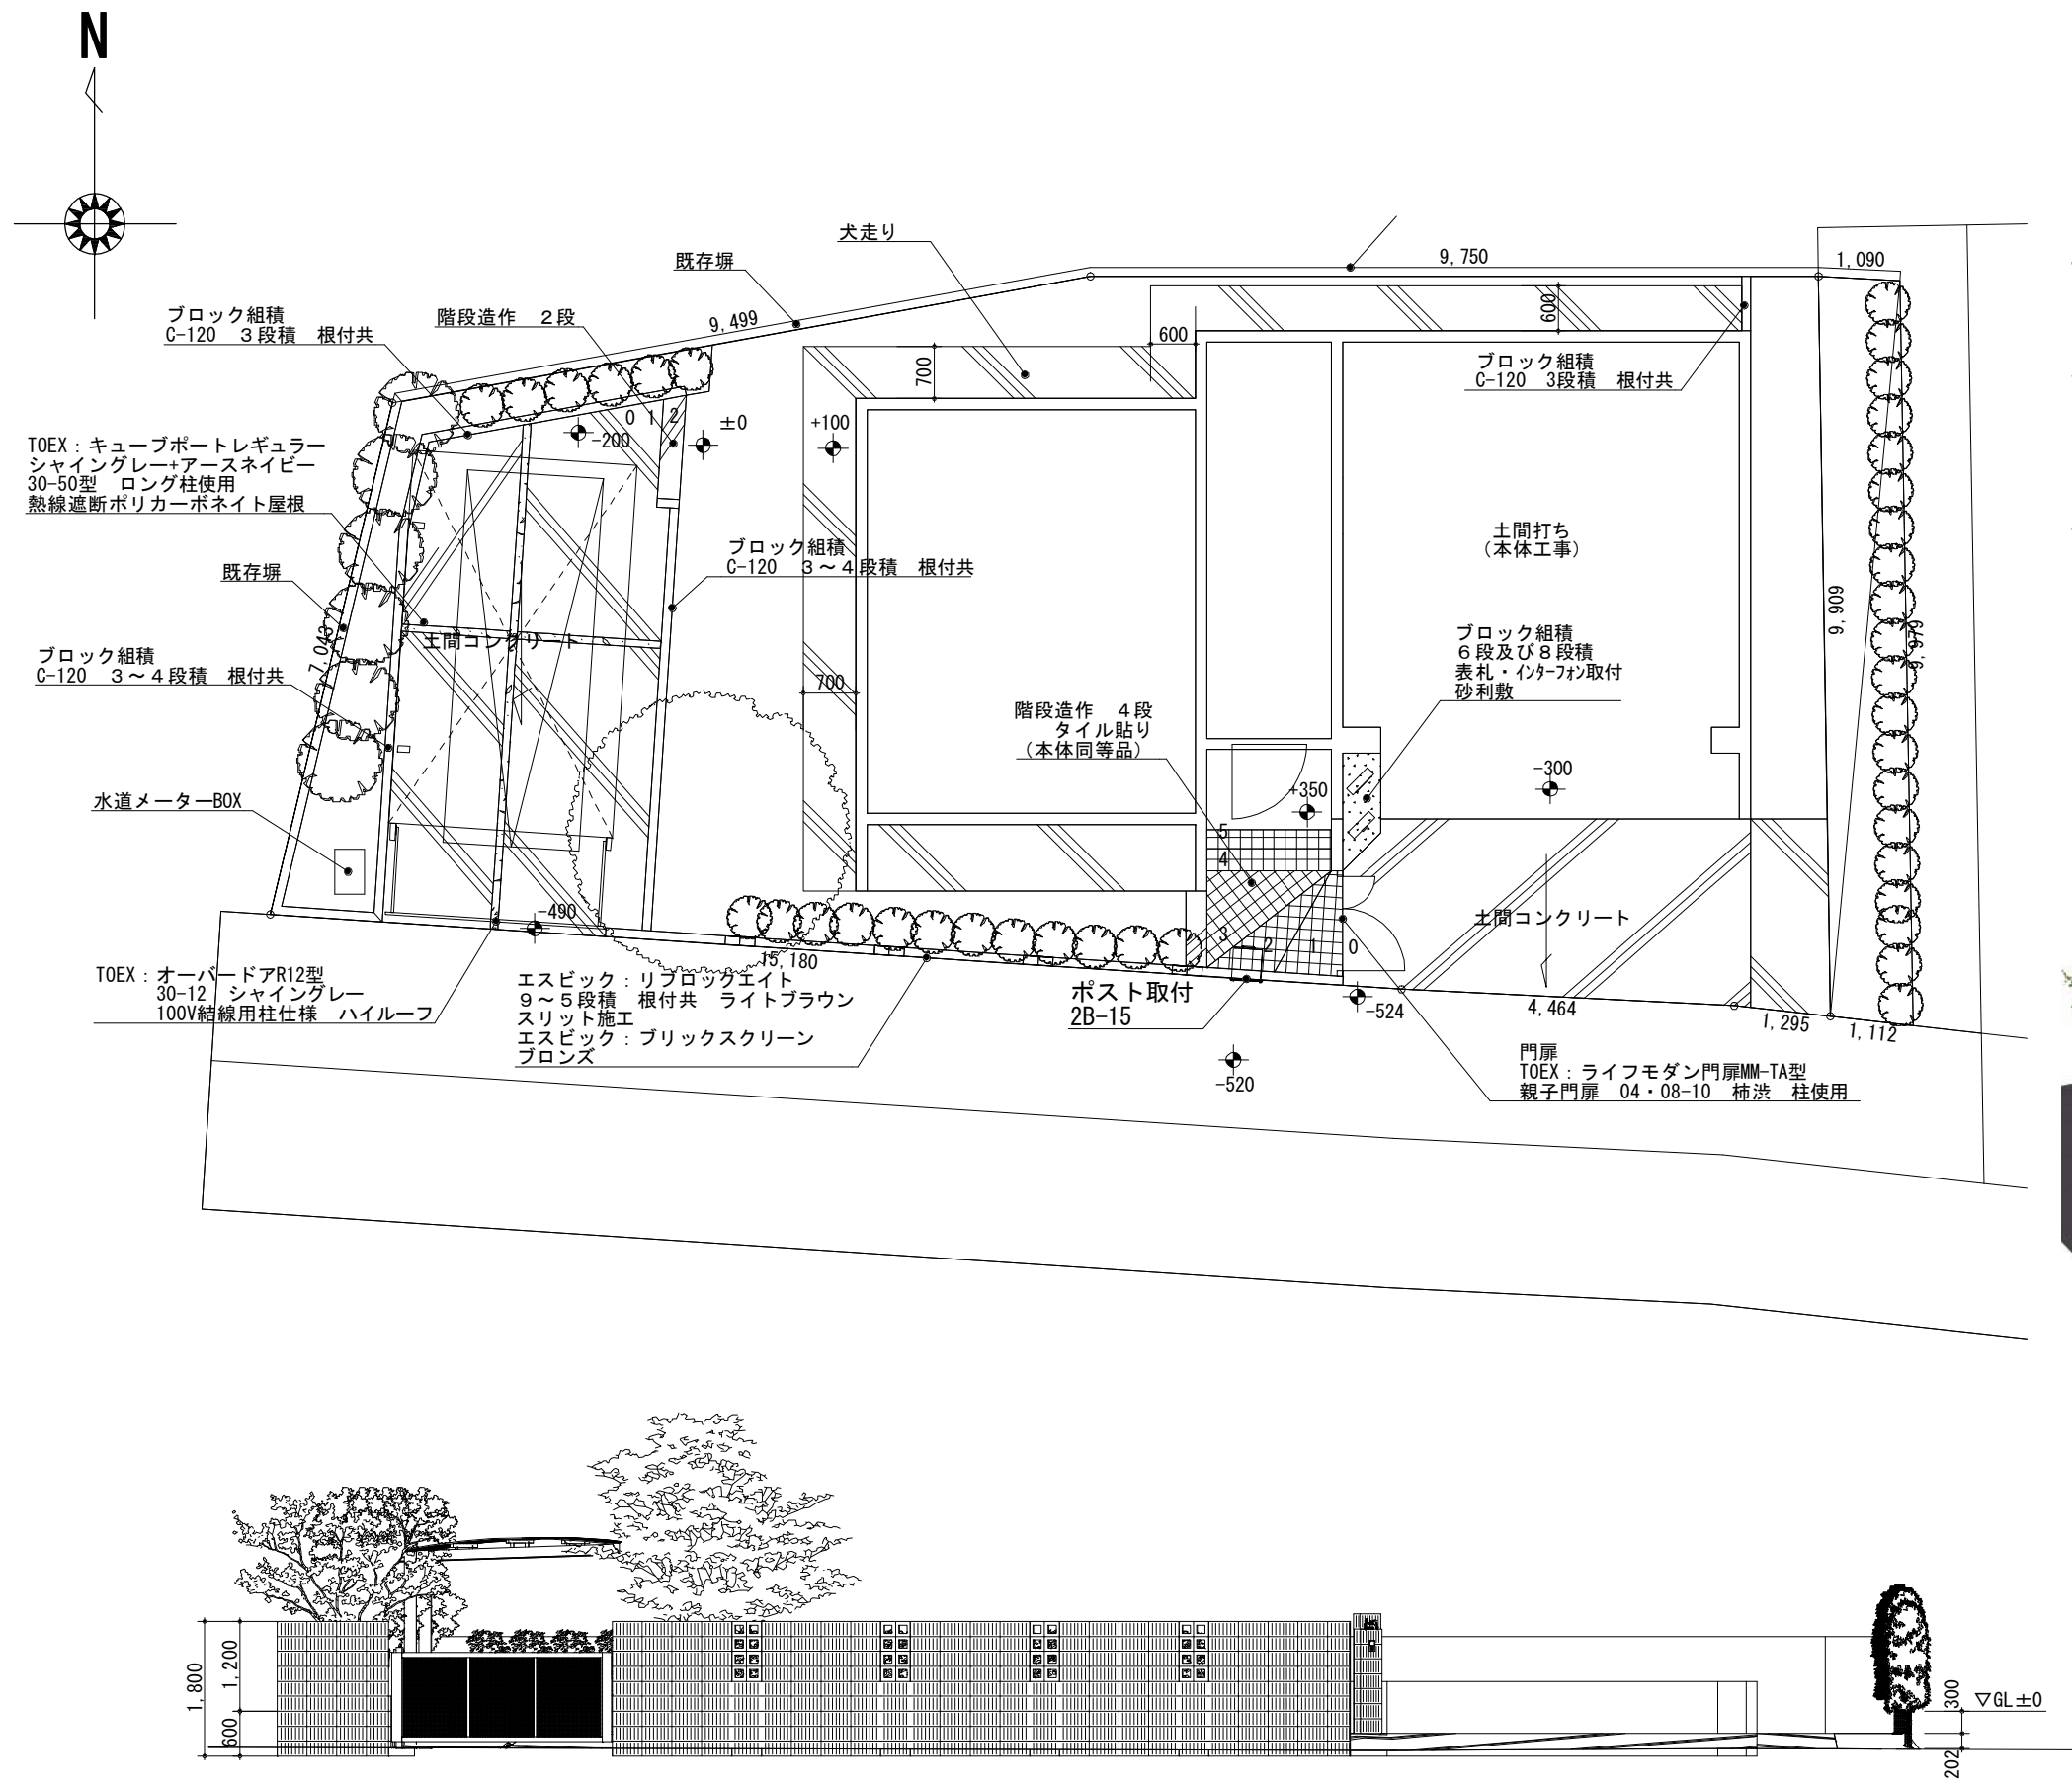 N
犬走り
既存塀
9,750
1,090
ブロック組積
C-120　３段積　根付共
階段造作　２段
9,499
600
600
700
ブロック組積
C-120　3段積　根付共
0 1 2
±0
-200
+100
TOEX：キューブポートレギュラー
シャイングレー+アースネイビー
30-50型　ロング柱使用
熱線遮断ポリカーボネイト屋根
土間打ち
（本体工事）
ブロック組積
C-120　３～４段積　根付共
既存塀
9,909
9,979
7,043
土間コンクリート
ブロック組積
６段及び８段積
表札・ｲﾝﾀｰﾌｫﾝ取付
砂利敷
ブロック組積
C-120　３～４段積　根付共
700
階段造作　４段
タイル貼り
（本体同等品）
-300
+350
水道メーターBOX
5
4
3 2 1 0
土間コンクリート
-490
15,180
TOEX：オーバードアR12型
30-12　シャイングレー
100V結線用柱仕様　ハイルーフ
エスビック：リブロックエイト
９～５段積　根付共　ライトブラウン
スリット施工
エスビック：ブリックスクリーン
ブロンズ
ポスト取付
2B-15
-524
4,464
1,295
1,112
-520
門扉
TOEX：ライフモダン門扉MM-TA型
親子門扉　04・08-10　柿渋　柱使用
1,800
1,200
600
300
▽GL±0
202